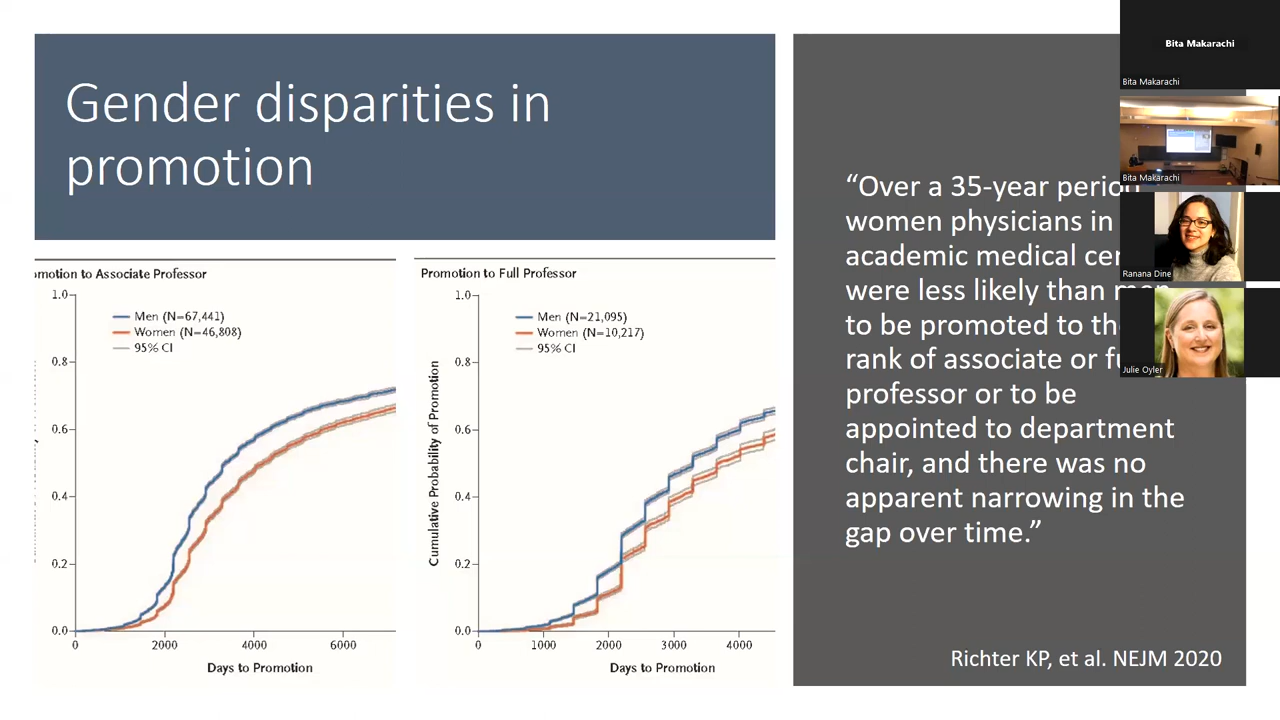 Gender disparities in
promotion
omotion to Associate Professor
1.0
0.8
0.6
0.4
0.2
0.0
Men (N=67,441)
Women (N=46,808)
95% CI
0
2000
4000
6000
Days to Promotion
Promotion to Full Professor
Cumulative Probability of Promotion
1.0
0.8
0.6
0.4
0.2
0.0
Men (N=21,095)
Women (N=10,217)
95% CI
0
1000
2000
3000
4000
Days to Promotion
“Over a 35-year period
women physicians in
academic medical cen
were less likely than men
to be promoted to the
rank of associate or fu
professor or to be
appointed to department
chair, and there was no
apparent narrowing in the
gap over time.”
Richter KP, et al. NEJM 2020
Bita Makarachi
Bita Makarachi
Bita Makarachi
Ranana Dine
Julie Oyler